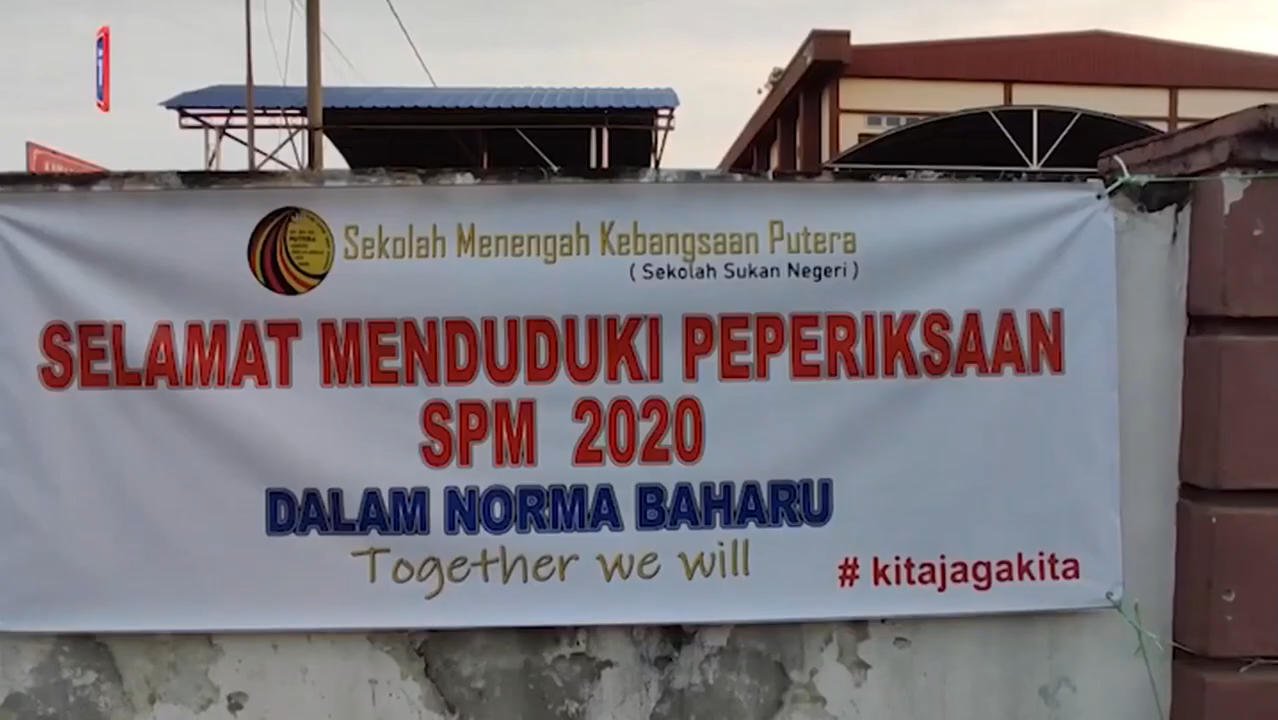 Sekolah Menengah Kebangsaan Putera
( Sekolah Sukan Negeri )
SELAMAT MENDUDUKI PEPERIKSAAN
SPM 2020
DALAM NORMA BAHARU
Together we will
# kitajagakita